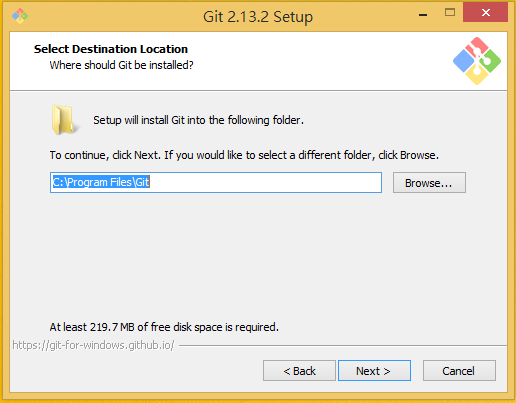 Git 2.13.2 Setup
Select Destination Location
Where should Git be installed?
Setup will install Git into the following folder.
To continue, click Next. If you would like to select a different folder, click Browse.
C:\Program Files\Git
Browse...
At least 219.7 MB of free disk space is required.
https://git-for-windows.github.io/
< Back
Next >
Cancel